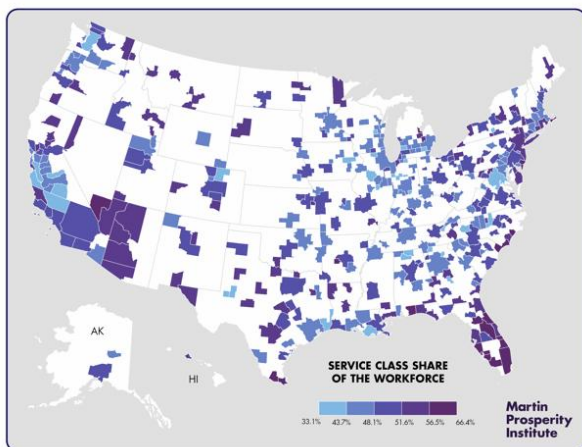 AK
HI
SERVICE CLASS SHARE
OF THE WORKFORCE
33.1% 43.7% 48.1% 51.6% 56.5% 66.4%
Martin
Prosperity
Institute